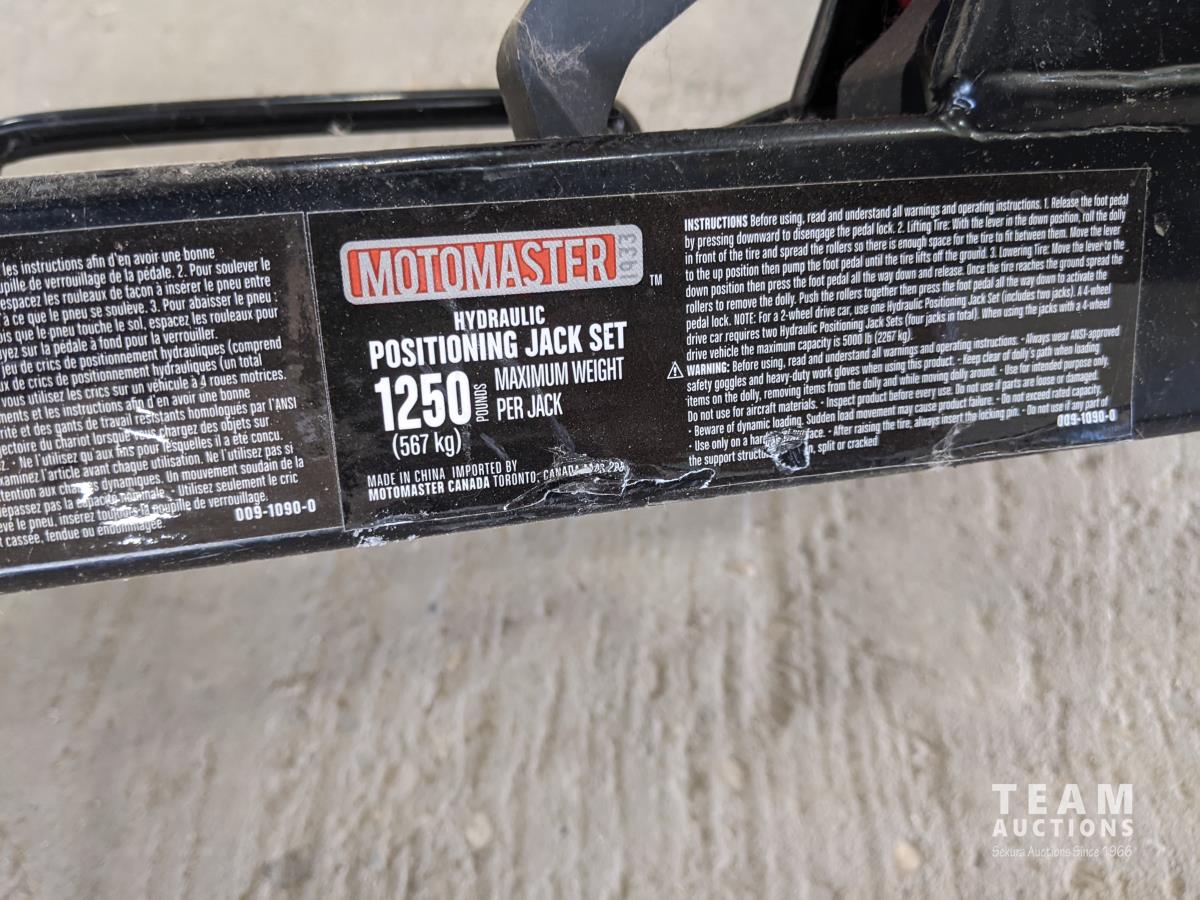 les instructions afin d'en avoir une bonne
oupille de verrouillage de la pédale. 2. Pour soulever le
espacez les rouleaux de façon à insérer le pneu entre
à ce que le pneu se soulève. 3. Pour abaisser le pneu :
ois que le pneu touche le sol, espacez les rouleaux pour
yez sur la pédale à fond pour la verrouiller.
jeu de crics de positionnement hydrauliques (comprend
ux de crics de positionnement hydrauliques (un total
nous utilisez les crics sur un véhicule à 4 roues motrices.
ments et les instructions afin d'en avoir une bonne
rité et des gants de travail résistants homologués par l'ANSI
jectoire du chariot lorsque vous chargez des objets sur
z. • Ne l'utilisez qu'aux fins pour lesquelles il a été conçu.
xaminez l'article avant chaque utilisation. Ne l'utilisez pas si
ttention aux charges dynamiques. Un mouvement soudain de la
dépassez pas la capacité nominale. Utilisez seulement le cric
evé le pneu, insérez toujours la goupille de verrouillage.
t cassée, fendue ou endommagée.
009-1090-0
MOTOMASTER 1933 ™
HYDRAULIC
POSITIONING JACK SET
1250 POUNDS MAXIMUM WEIGHT
(567 kg) PER JACK
MADE IN CHINA IMPORTED BY
MOTOMASTER CANADA TORONTO, CANADA
INSTRUCTIONS Before using, read and understand all warnings and operating instructions. 1. Release the foot pedal
by pressing downward to disengage the pedal lock. 2. Lifting Tire: With the lever in the down position, roll the dolly
in front of the tire and spread the rollers so there is enough space for the tire to fit between them. Move the lever
to the up position then pump the foot pedal until the tire lifts off the ground. 3. Lowering Tire: Move the lever to the
down position then press the foot pedal all the way down and release. Once the tire reaches the ground spread the
rollers to remove the dolly. Push the rollers together then press the foot pedal all the way down to activate the
pedal lock. NOTE: For a 2-wheel drive car, use one Hydraulic Positioning Jack Set (includes two jacks). A 4-wheel
drive car requires two Hydraulic Positioning Jack Sets (four jacks in total). When using the jacks with a 4-wheel
drive vehicle the maximum capacity is 5000 lb (2267 kg).
⚠ WARNING: Before using, read and understand all warnings and operating instructions. • Always wear ANSI-approved
safety goggles and heavy-duty work gloves when using this product. • Keep clear of dolly's path when loading
items on the dolly, removing items from the dolly and while moving dolly around. • Use for intended purpose only.
Do not use for aircraft materials. • Inspect product before every use. Do not use if parts are loose or damaged.
• Beware of dynamic loading. Sudden load movement may cause product failure. • Do not exceed rated capacity.
• Use only on a hard • After raising the tire, always insert the locking pin. • Do not use if any part of
the support split or cracked
009-1090-0
TEAM
AUCTIONS
Sekura Auctions Since 1966